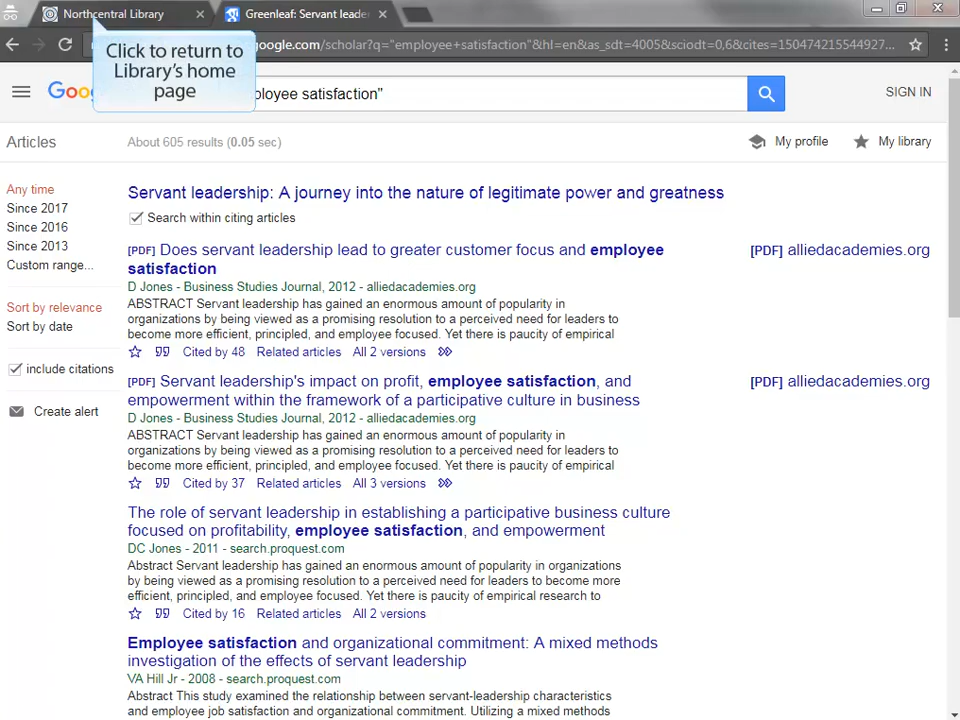 Northcentral Library
Greenleaf: Servant leade
Click to return to
Library's home
page
google.com/scholar?q="employee+satisfaction"&hl=en&as_sdt=4005&sciodt=0,6&cites=150474215544927...
Goo
loyee satisfaction"
SIGN IN
Articles
About 605 results (0.05 sec)
My profile
My library
Any time
Since 2017
Since 2016
Since 2013
Custom range...
Sort by relevance
Sort by date
include citations
Create alert
Servant leadership: A journey into the nature of legitimate power and greatness
Search within citing articles
[PDF] Does servant leadership lead to greater customer focus and employee
satisfaction
[PDF] alliedacademies.org
D Jones - Business Studies Journal, 2012 - alliedacademies.org
ABSTRACT Servant leadership has gained an enormous amount of popularity in
organizations by being viewed as a promising resolution to a perceived need for leaders to
become more efficient, principled, and employee focused. Yet there is paucity of empirical
Cited by 48 Related articles All 2 versions
[PDF] Servant leadership's impact on profit, employee satisfaction, and
empowerment within the framework of a participative culture in business
[PDF] alliedacademies.org
D Jones - Business Studies Journal, 2012 - alliedacademies.org
ABSTRACT Servant leadership has gained an enormous amount of popularity in
organizations by being viewed as a promising resolution to a perceived need for leaders to
become more efficient, principled, and employee focused. Yet there is paucity of empirical
Cited by 37 Related articles All 3 versions
The role of servant leadership in establishing a participative business culture
focused on profitability, employee satisfaction, and empowerment
DC Jones - 2011 - search.proquest.com
Abstract Servant leadership has gained an enormous amount of popularity in organizations
by being viewed as a promising resolution to a perceived need for leaders to become more
efficient, principled, and employee focused. Yet there is paucity of empirical research to
Cited by 16 Related articles All 2 versions
Employee satisfaction and organizational commitment: A mixed methods
investigation of the effects of servant leadership
VA Hill Jr - 2008 - search.proquest.com
Abstract This study examined the relationship between servant-leadership characteristics
and employee job satisfaction and organizational commitment. Utilizing a mixed methods